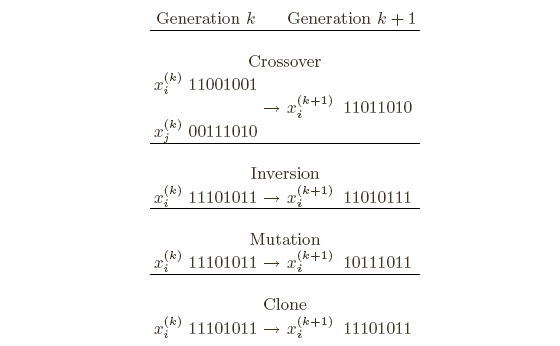 Generation k Generation k + 1
Crossover
x_i^{(k)} 11001001
→ x_i^{(k+1)} 11011010
x_j^{(k)} 00111010
Inversion
x_i^{(k)} 11101011 → x_i^{(k+1)} 11010111
Mutation
x_i^{(k)} 11101011 → x_i^{(k+1)} 10111011
Clone
x_i^{(k)} 11101011 → x_i^{(k+1)} 11101011